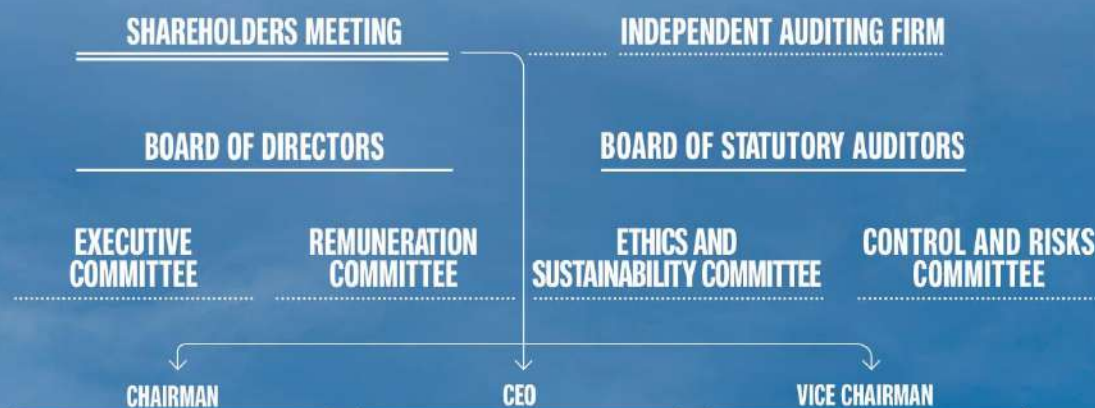 SHAREHOLDERS MEETING
INDEPENDENT AUDITING FIRM
BOARD OF DIRECTORS
BOARD OF STATUTORY AUDITORS
EXECUTIVE
COMMITTEE
REMUNERATION
COMMITTEE
ETHICS AND
SUSTAINABILITY COMMITTEE
CONTROL AND RISKS
COMMITTEE
CHAIRMAN
CEO
VICE CHAIRMAN